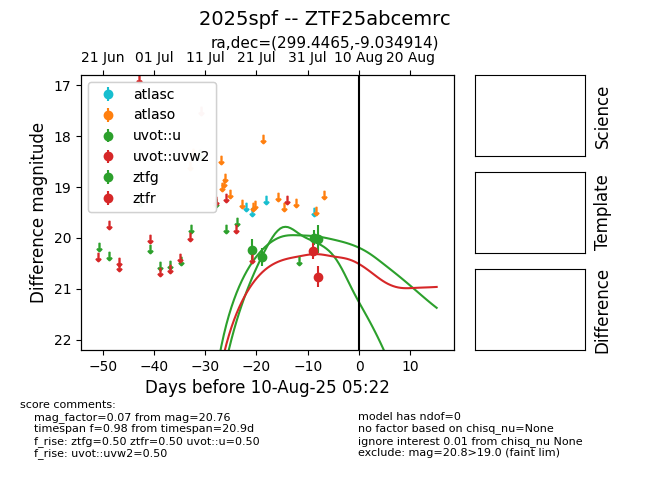 2025spf -- ZTF25abcemrc
ra,dec=(299.4465,-9.034914)
21 Jun 01 Jul 11 Jul 21 Jul 31 Jul 10 Aug 20 Aug
17
18
19
20
21
22
Difference magnitude
atlasc
atlaso
uvot::u
uvot::uvw2
ztfg
ztfr
−50 −40 −30 −20 −10 0 10
Days before 10-Aug-25 05:22
Science
Template
Difference
score comments:
mag_factor=0.07 from mag=20.76
timespan f=0.98 from timespan=20.9d
f_rise: ztfg=0.50 ztfr=0.50 uvot::u=0.50
f_rise: uvot::uvw2=0.50
model has ndof=0
no factor based on chisq_nu=None
ignore interest 0.01 from chisq_nu None
exclude: mag=20.8>19.0 (faint lim)